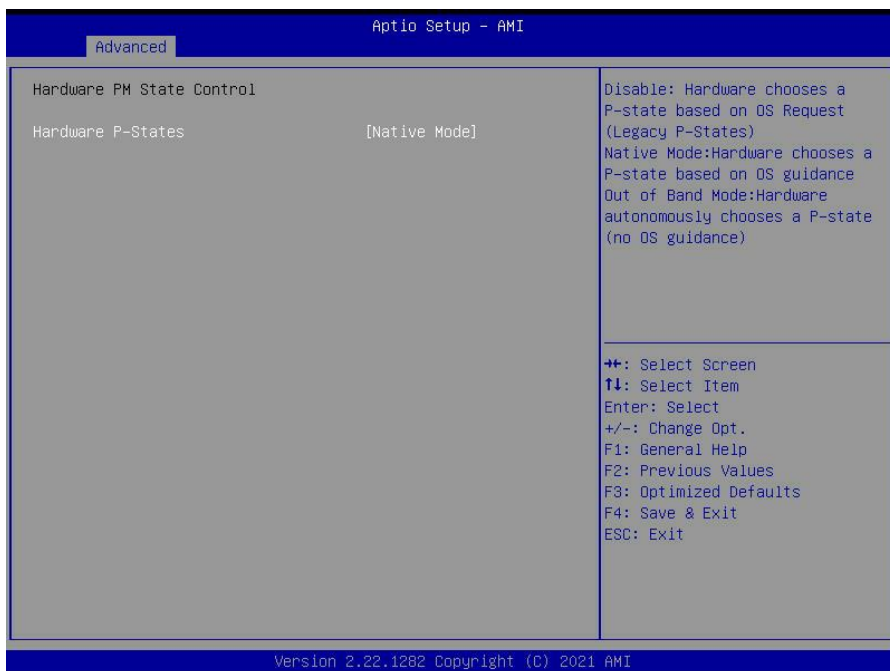 Aptio Setup – AMI
Advanced
Hardware PM State Control
Hardware P-States [Native Mode]
Disable: Hardware chooses a
P-state based on OS Request
(Legacy P-States)
Native Mode:Hardware chooses a
P-state based on OS guidance
Out of Band Mode:Hardware
autonomously chooses a P-state
(no OS guidance)
→←: Select Screen
↑↓: Select Item
Enter: Select
+/-: Change Opt.
F1: General Help
F2: Previous Values
F3: Optimized Defaults
F4: Save & Exit
ESC: Exit
Version 2.22.1282 Copyright (C) 2021 AMI